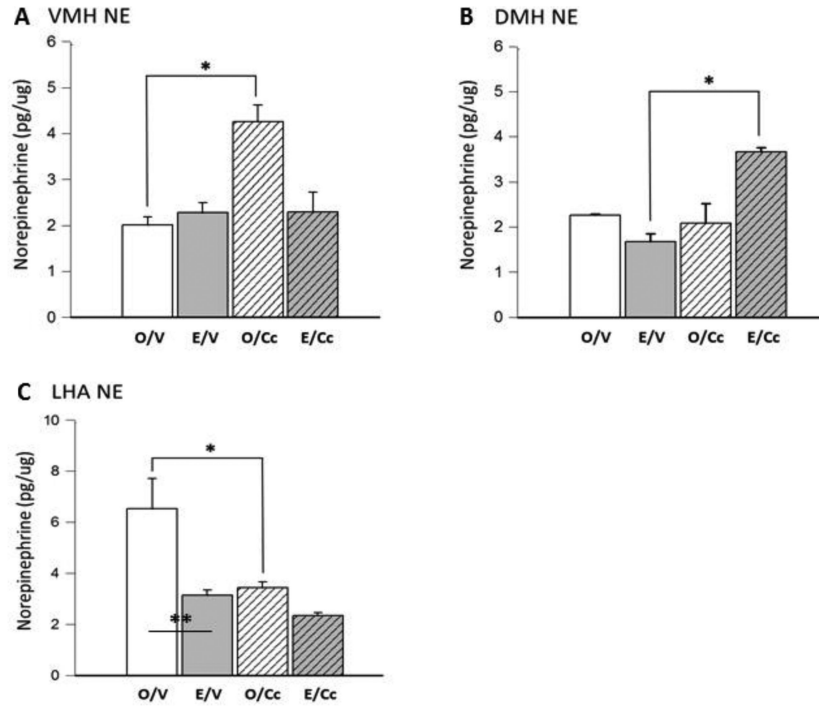 A VMH NE
Norepinephrine (pg/ug)
6
5
4
3
2
1
0
*
O/V E/V O/Cc E/Cc
B DMH NE
Norepinephrine (pg/ug)
6
5
4
3
2
1
0
*
O/V E/V O/Cc E/Cc
C LHA NE
Norepinephrine (pg/ug)
10
8
6
4
2
0
*
**
O/V E/V O/Cc E/Cc